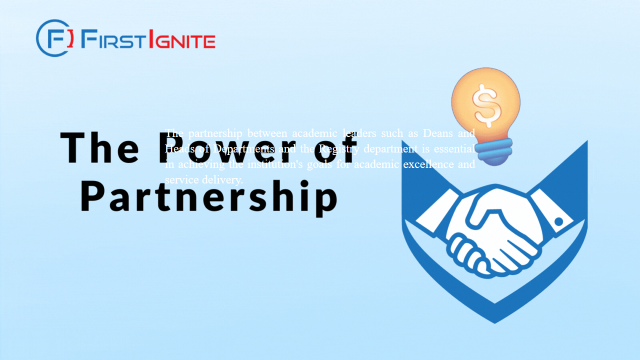 FIRSTIGNITE
The Power of
Partnership
The partnership between academic leaders such as Deans and
Heads of Departments and the Registry department is essential
in achieving the institution's goals for academic excellence and
service delivery.
$